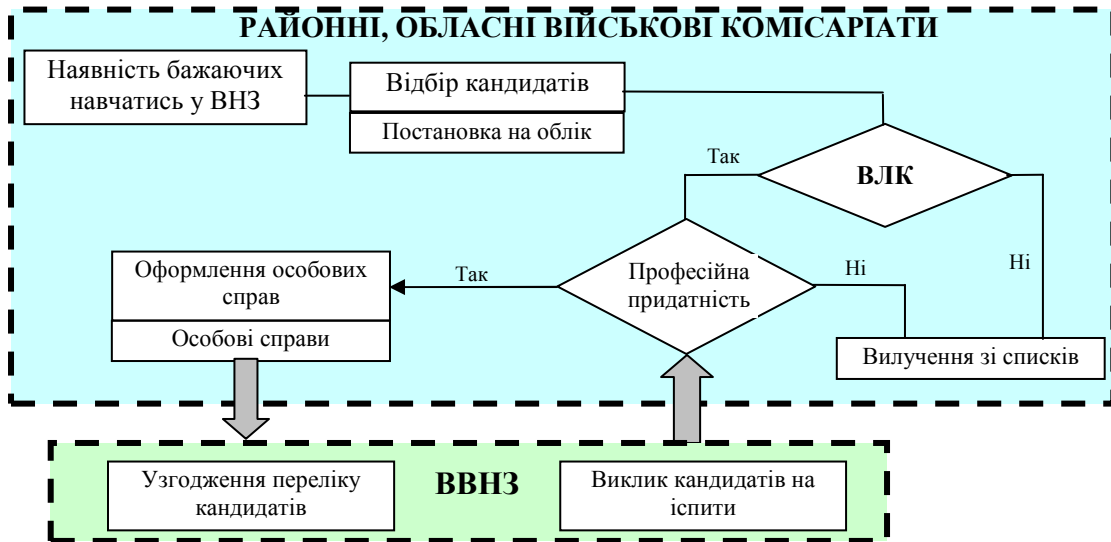 РАЙОННІ, ОБЛАСНІ ВІЙСЬКОВІ КОМІСАРІАТИ
Наявність бажаючих
навчатись у ВНЗ
Відбір кандидатів
Постановка на облік
Так
ВЛК
Ні
Професійна
придатність
Так
Ні
Оформлення особових
справ
Особові справи
Вилучення зі списків
Узгодження переліку
кандидатів
ВВНЗ
Виклик кандидатів на
іспити